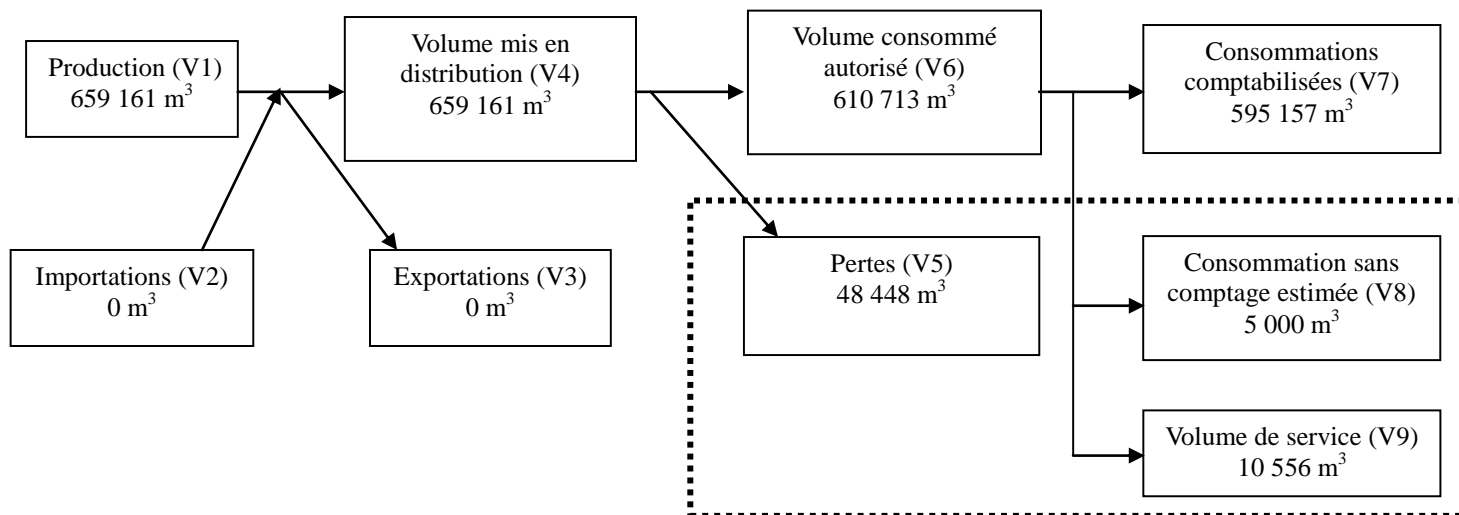 Production (V1)
659 161 m³
Volume mis en
distribution (V4)
659 161 m³
Volume consommé
autorisé (V6)
610 713 m³
Consommations
comptabilisées (V7)
595 157 m³
Importations (V2)
0 m³
Exportations (V3)
0 m³
Pertes (V5)
48 448 m³
Consommation sans
comptage estimée (V8)
5 000 m³
Volume de service (V9)
10 556 m³